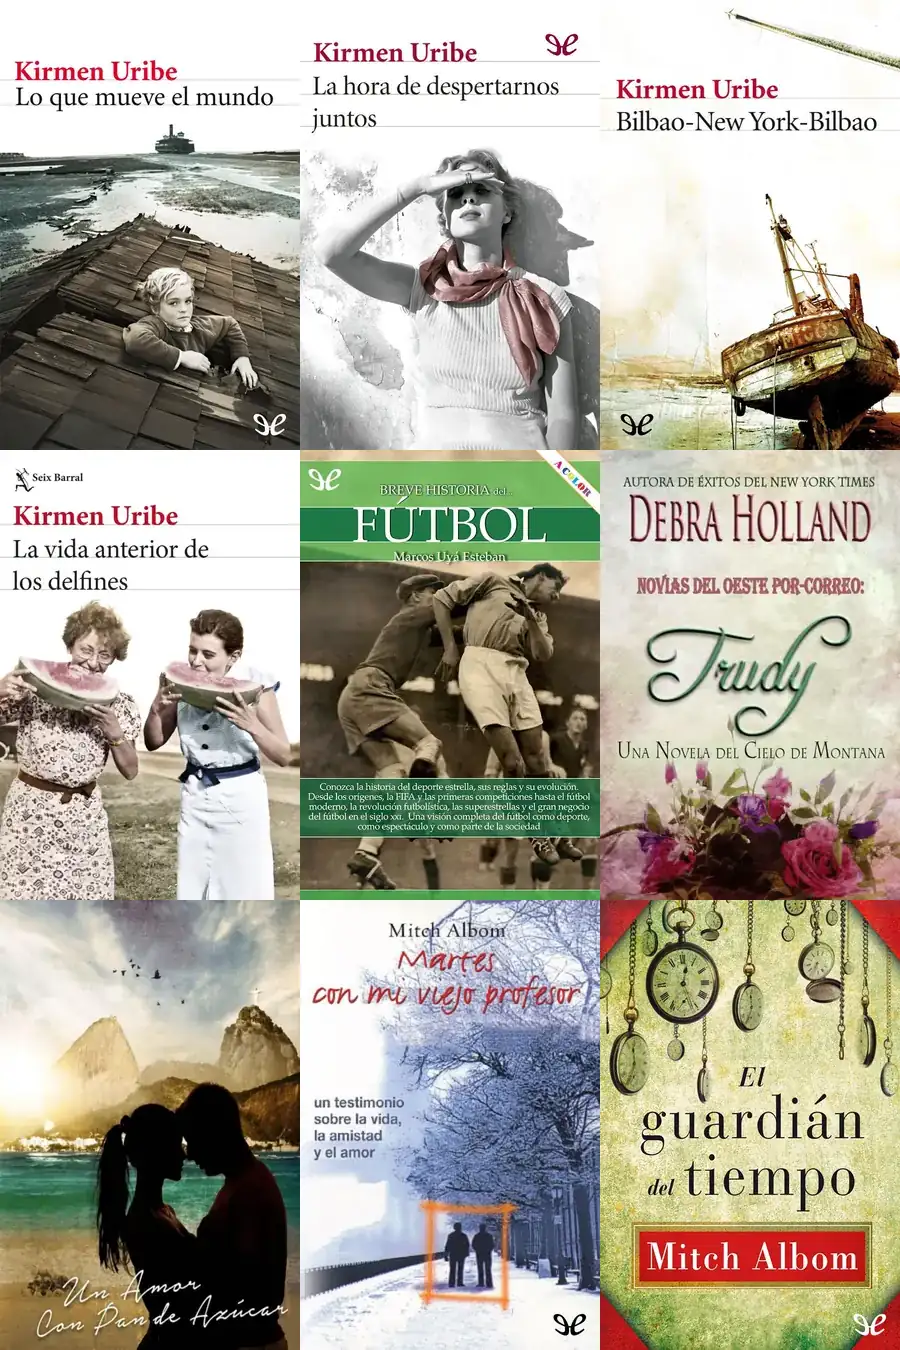 Kirmen Uribe
Lo que mueve el mundo
Kirmen Uribe
La hora de despertarnos
juntos
Kirmen Uribe
Bilbao-New York-Bilbao
Seix Barral
Kirmen Uribe
La vida anterior de
los delfines
A COLOR
BREVE HISTORIA del...
FÚTBOL
Marcos Uyá Esteban
Conozca la historia del deporte estrella, sus reglas y su evolución.
Desde los orígenes, la FIFA y las primeras competiciones hasta el fútbol
moderno, la revolución futbolística, las superestrellas y el gran negocio
del fútbol en el siglo XXI. Una visión completa del fútbol como deporte,
como espectáculo y como parte de la sociedad
AUTORA DE ÉXITOS DEL NEW YORK TIMES
DEBRA HOLLAND
NOVIAS DEL OESTE POR-CORREO:
Trudy
UNA NOVELA DEL CIELO DE MONTANA
Un Amor
Con Pan de Azúcar
Mitch Albom
Martes
con mi viejo profesor
un testimonio
sobre la vida,
la amistad
y el amor
El
guardián
del tiempo
Mitch Albom